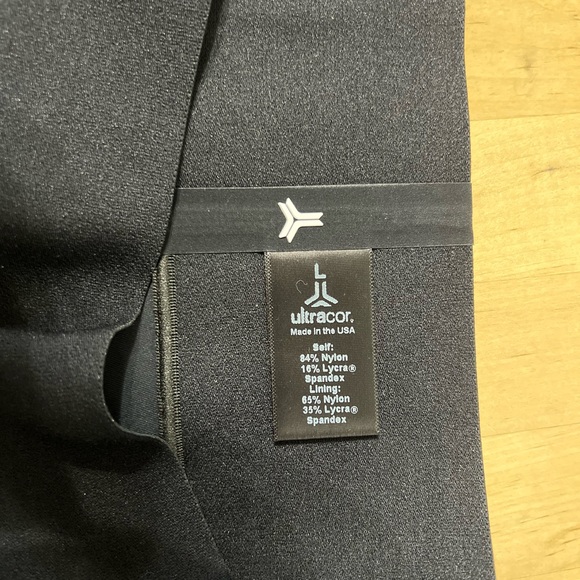 L
ultracor®
Made in the USA
Self:
84% Nylon
16% Lycra®
Spandex
Lining:
65% Nylon
35% Lycra®
Spandex